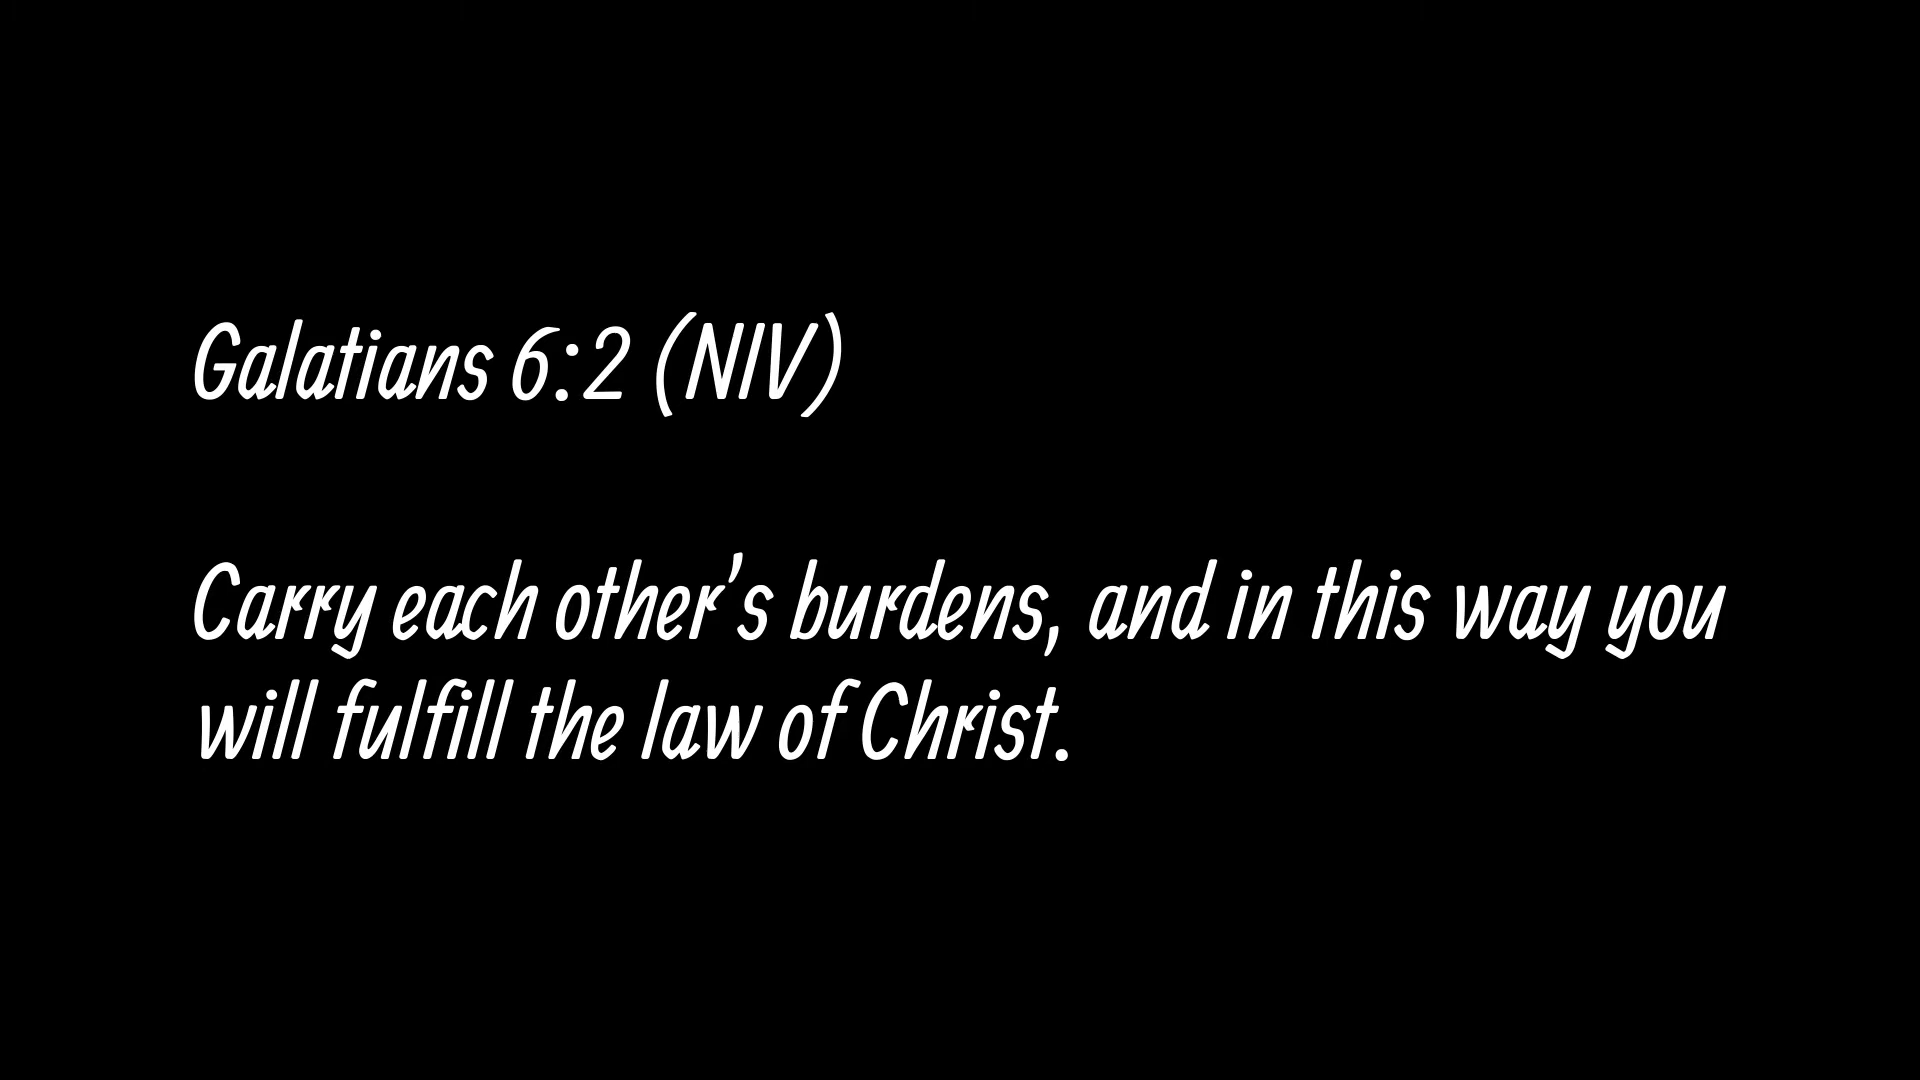 Galatians 6:2 (NIV)
Carry each other’s burdens, and in this way you
will fulfill the law of Christ.